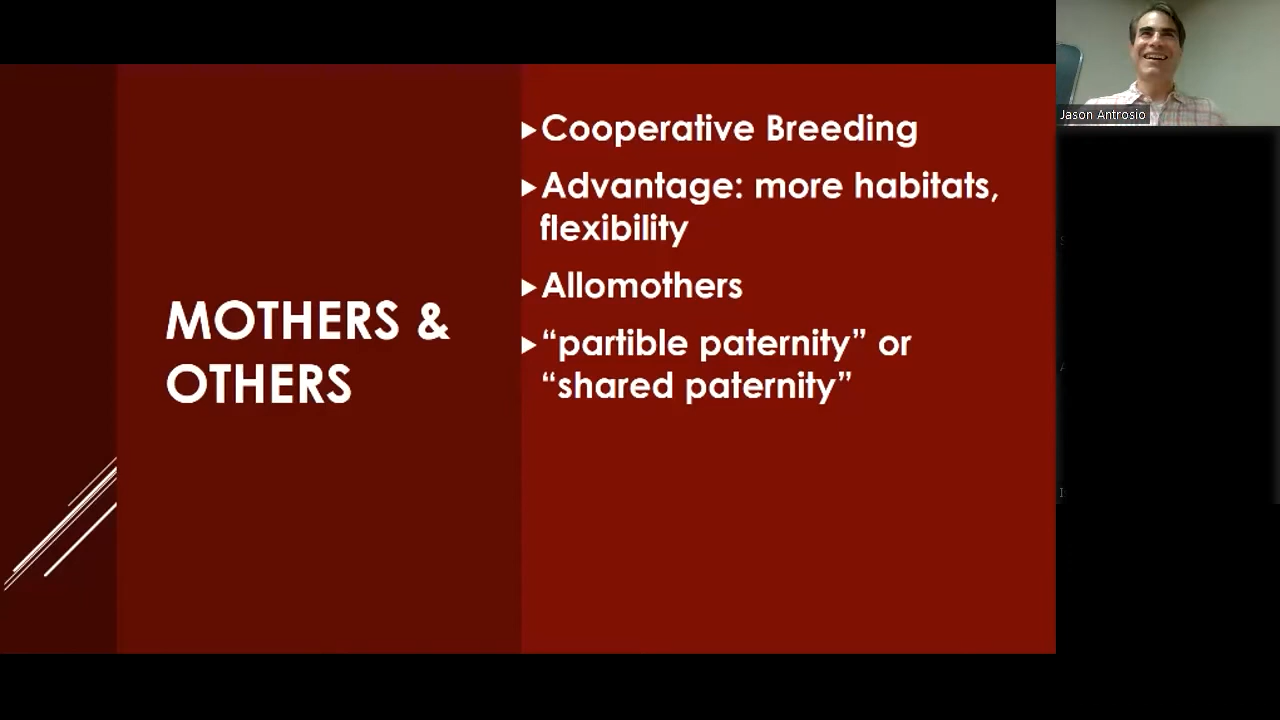 MOTHERS &
OTHERS
Cooperative Breeding
Advantage: more habitats,
flexibility
Allomothers
“partible paternity” or
“shared paternity”
Jason Antrosio